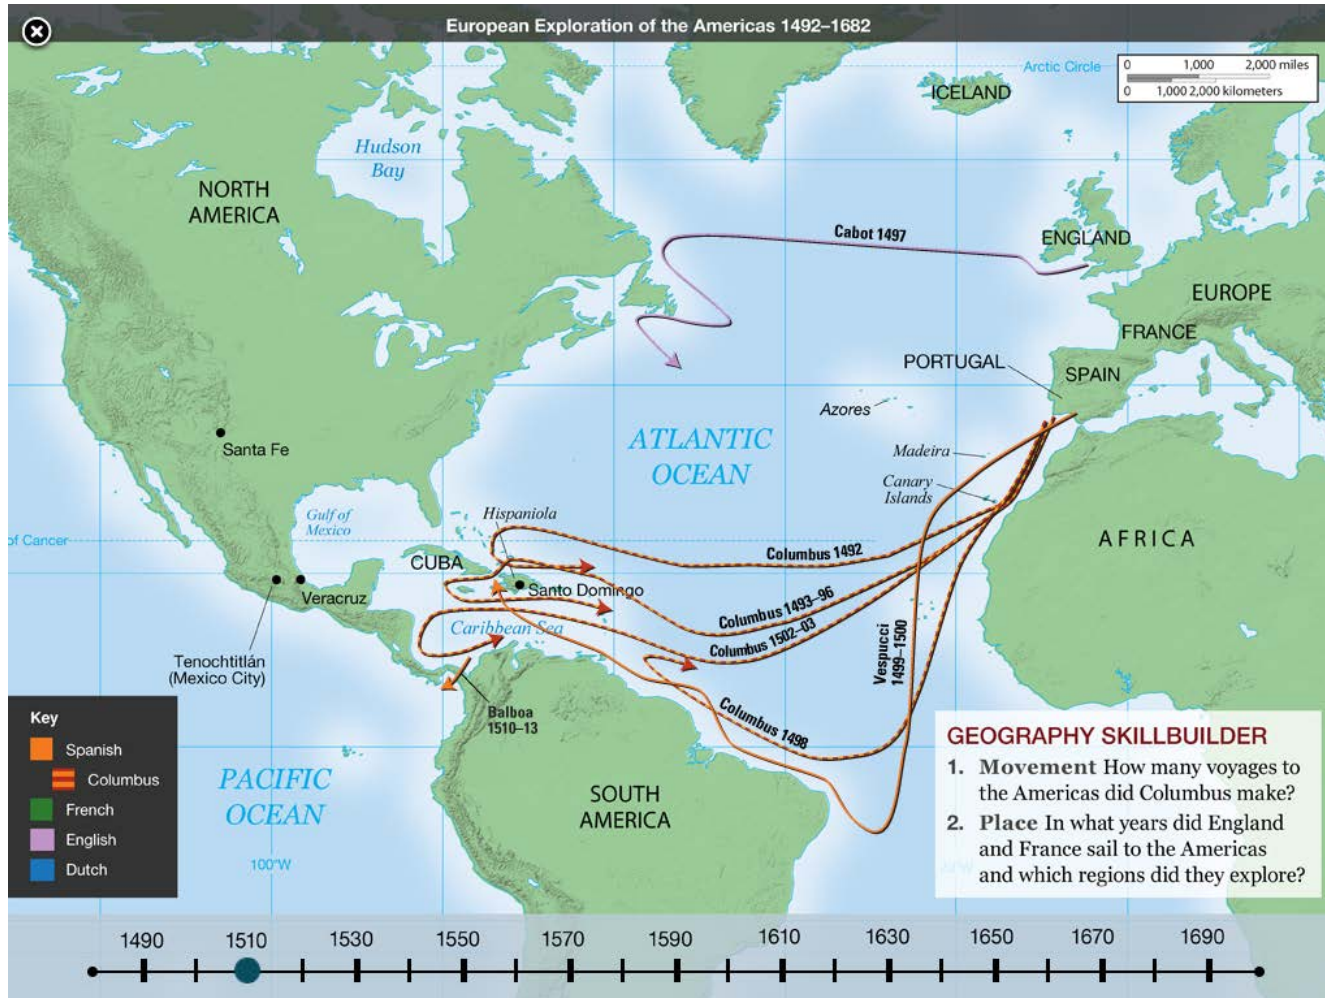 European Exploration of the Americas 1492–1682
Arctic Circle
0 1,000 2,000 miles
0 1,000 2,000 kilometers
ICELAND
Hudson
Bay
NORTH
AMERICA
Cabot 1497
ENGLAND
EUROPE
FRANCE
PORTUGAL
SPAIN
Azores
ATLANTIC
OCEAN
Santa Fe
Madeira
Canary
Islands
Gulf of
Mexico
Hispaniola
of Cancer
CUBA
Columbus 1492
AFRICA
Santo Domingo
Veracruz
Columbus 1493–96
Caribbean Sea
Columbus 1502–03
Vespucci
1499–1500
Tenochtitlán
(Mexico City)
Balboa
1510–13
Columbus 1498
Key
Spanish
Columbus
French
English
Dutch
PACIFIC
OCEAN
SOUTH
AMERICA
100°W
GEOGRAPHY SKILLBUILDER
1. Movement How many voyages to
the Americas did Columbus make?
2. Place In what years did England
and France sail to the Americas
and which regions did they explore?
1490 1510 1530 1550 1570 1590 1610 1630 1650 1670 1690